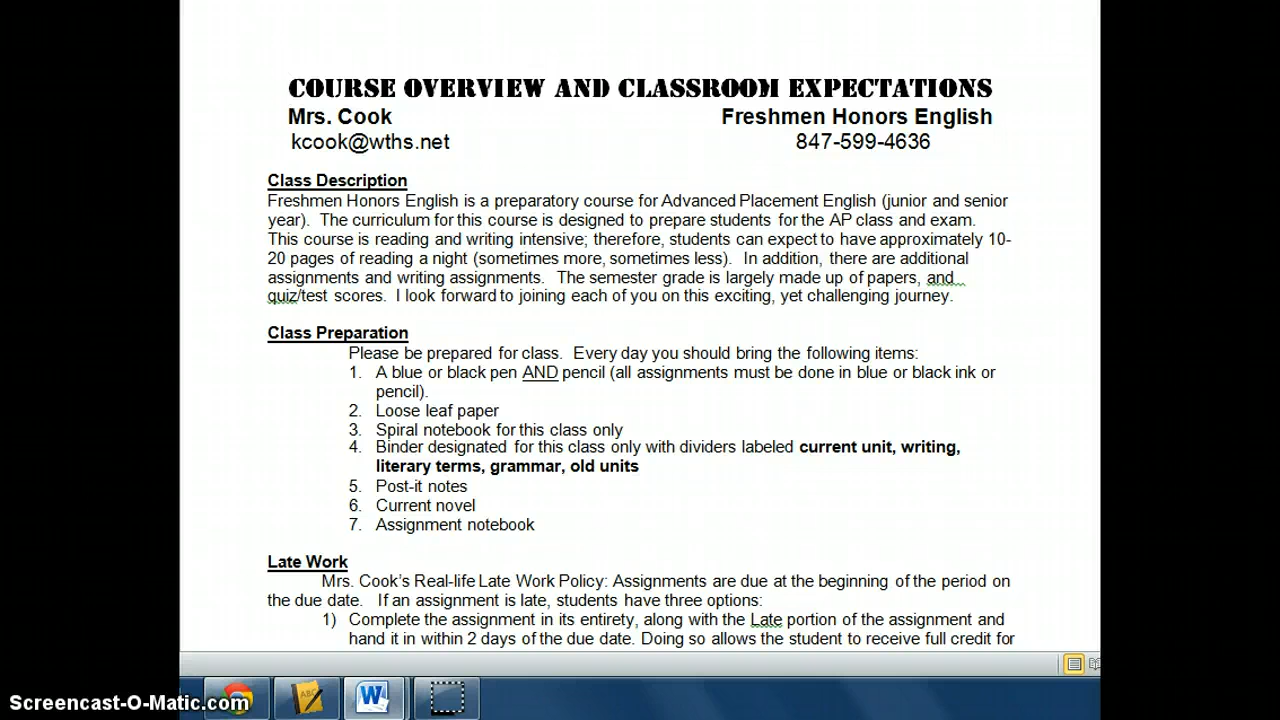 COURSE OVERVIEW AND CLASSROOM EXPECTATIONS
Mrs. Cook Freshmen Honors English
kcook@wths.net 847-599-4636
Class Description
Freshmen Honors English is a preparatory course for Advanced Placement English (junior and senior
year). The curriculum for this course is designed to prepare students for the AP class and exam.
This course is reading and writing intensive; therefore, students can expect to have approximately 10-
20 pages of reading a night (sometimes more, sometimes less). In addition, there are additional
assignments and writing assignments. The semester grade is largely made up of papers, and
quiz/test scores. I look forward to joining each of you on this exciting, yet challenging journey.
Class Preparation
Please be prepared for class. Every day you should bring the following items:
1. A blue or black pen AND pencil (all assignments must be done in blue or black ink or
pencil).
2. Loose leaf paper
3. Spiral notebook for this class only
4. Binder designated for this class only with dividers labeled current unit, writing,
literary terms, grammar, old units
5. Post-it notes
6. Current novel
7. Assignment notebook
Late Work
Mrs. Cook's Real-life Late Work Policy: Assignments are due at the beginning of the period on
the due date. If an assignment is late, students have three options:
1) Complete the assignment in its entirety, along with the Late portion of the assignment and
hand it in within 2 days of the due date. Doing so allows the student to receive full credit for
ABC
W
Screencast-O-Matic.com